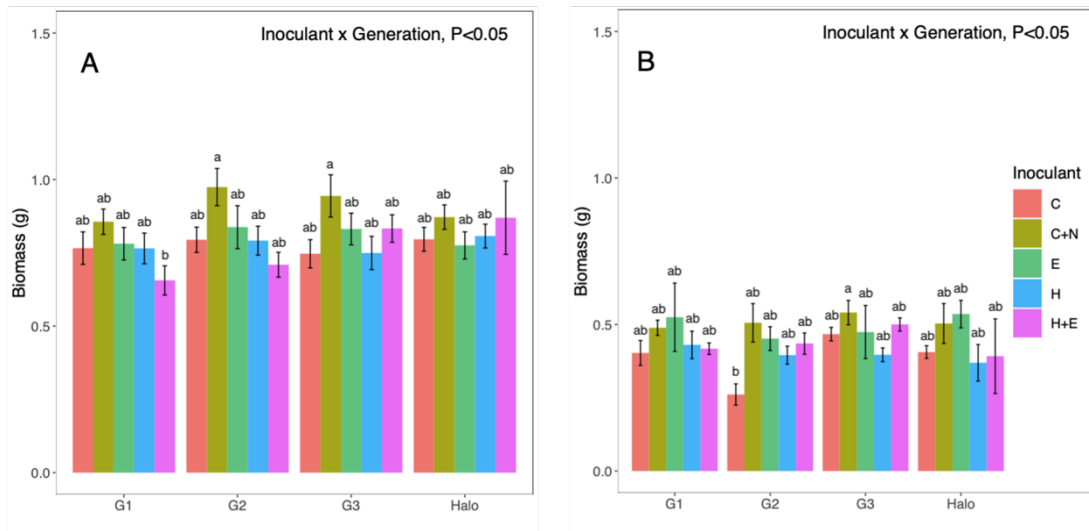 Inoculant x Generation, P<0.05
A
Biomass (g)
1.5
1.0
0.5
0.0
ab ab ab ab b
ab a ab ab ab
ab a ab ab ab
ab ab ab ab ab
G1 G2 G3 Halo
Inoculant x Generation, P<0.05
B
Biomass (g)
1.5
1.0
0.5
0.0
ab ab ab ab ab
b ab ab ab ab
ab a ab ab ab
ab ab ab ab ab
G1 G2 G3 Halo
Inoculant
C
C+N
E
H
H+E